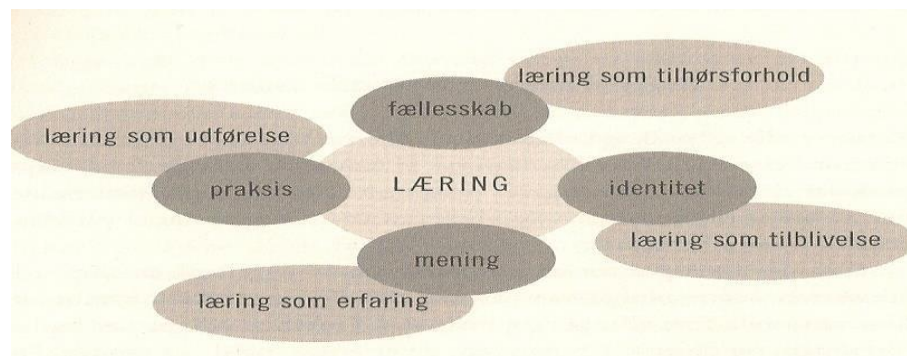 læring som tilhørsforhold
fællesskab
læring som udførelse
praksis
LÆRING
identitet
læring som tilblivelse
mening
læring som erfaring